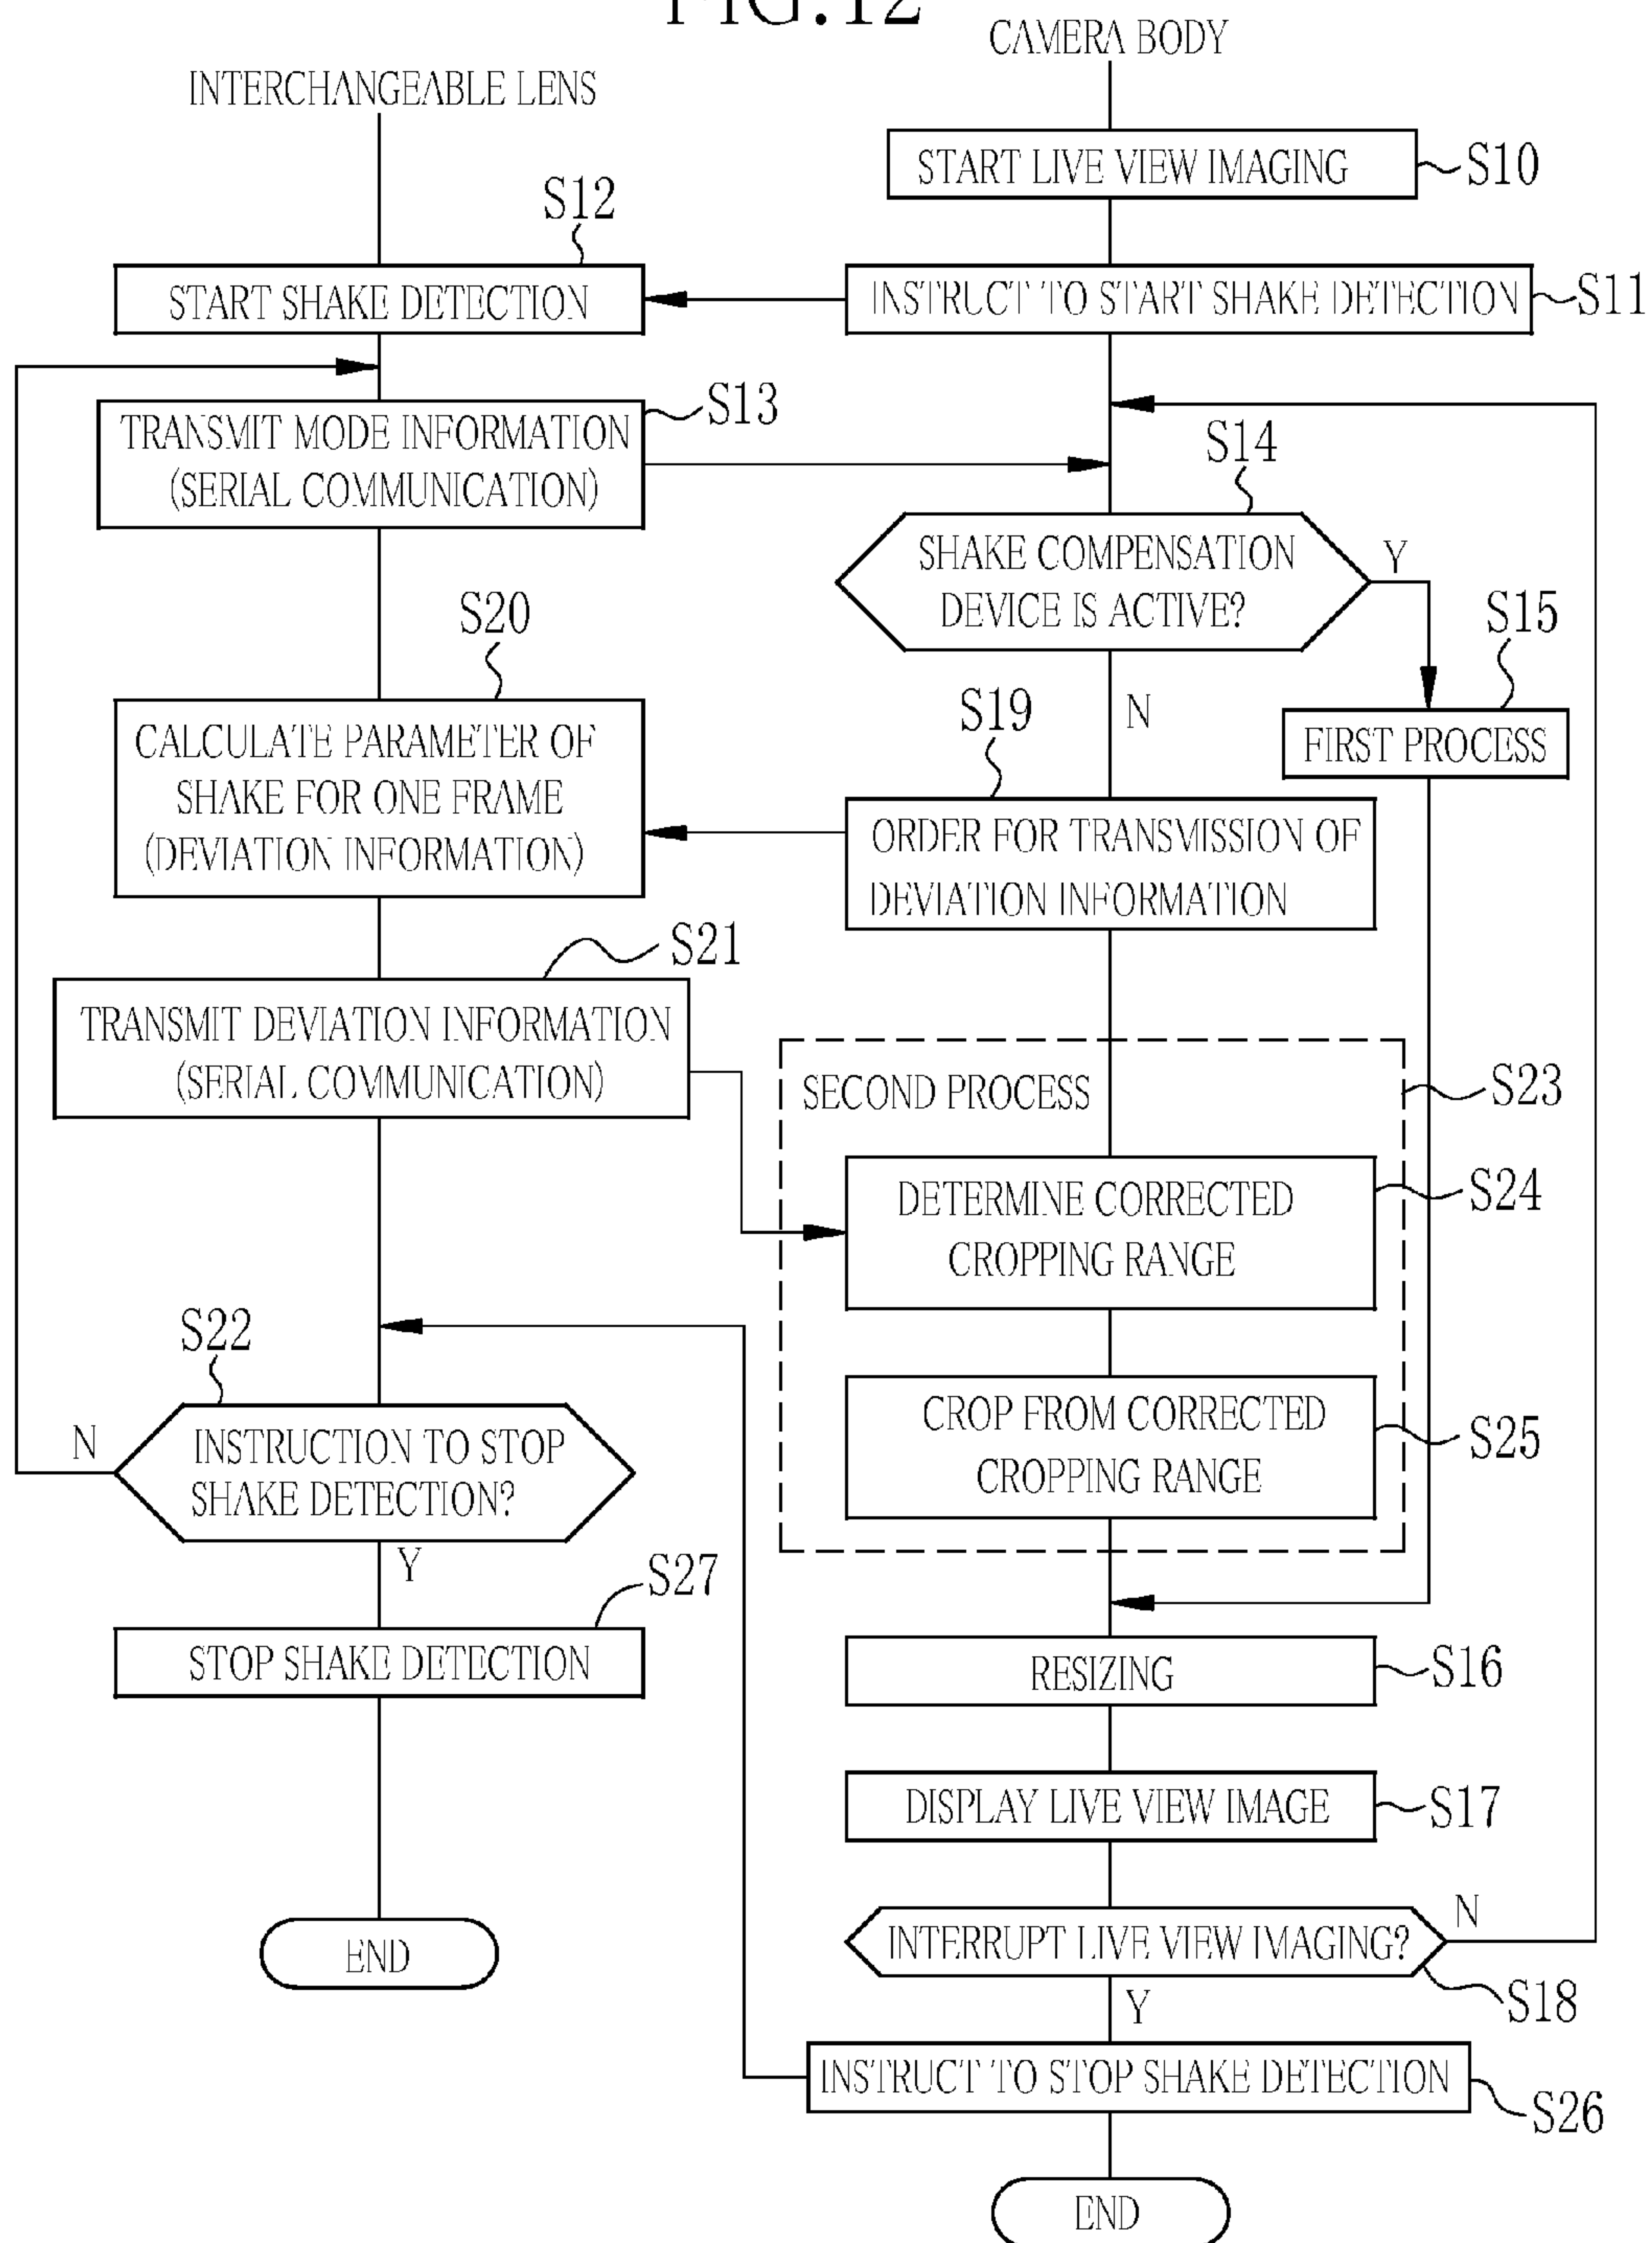 FIG.12
CAMERA BODY
INTERCHANGEABLE LENS
START LIVE VIEW IMAGING
S10
S12
START SHAKE DETECTION
INSTRUCT TO START SHAKE DETECTION
S11
TRANSMIT MODE INFORMATION
(SERIAL COMMUNICATION)
S13
S14
SHAKE COMPENSATION
DEVICE IS ACTIVE?
Y
N
S15
FIRST PROCESS
S20
CALCULATE PARAMETER OF
SHAKE FOR ONE FRAME
(DEVIATION INFORMATION)
S19
ORDER FOR TRANSMISSION OF
DEVIATION INFORMATION
S21
TRANSMIT DEVIATION INFORMATION
(SERIAL COMMUNICATION)
SECOND PROCESS
S23
DETERMINE CORRECTED
CROPPING RANGE
S24
S22
INSTRUCTION TO STOP
SHAKE DETECTION?
N
Y
CROP FROM CORRECTED
CROPPING RANGE
S25
S27
STOP SHAKE DETECTION
RESIZING
S16
DISPLAY LIVE VIEW IMAGE
S17
END
INTERRUPT LIVE VIEW IMAGING?
N
S18
Y
INSTRUCT TO STOP SHAKE DETECTION
S26
END